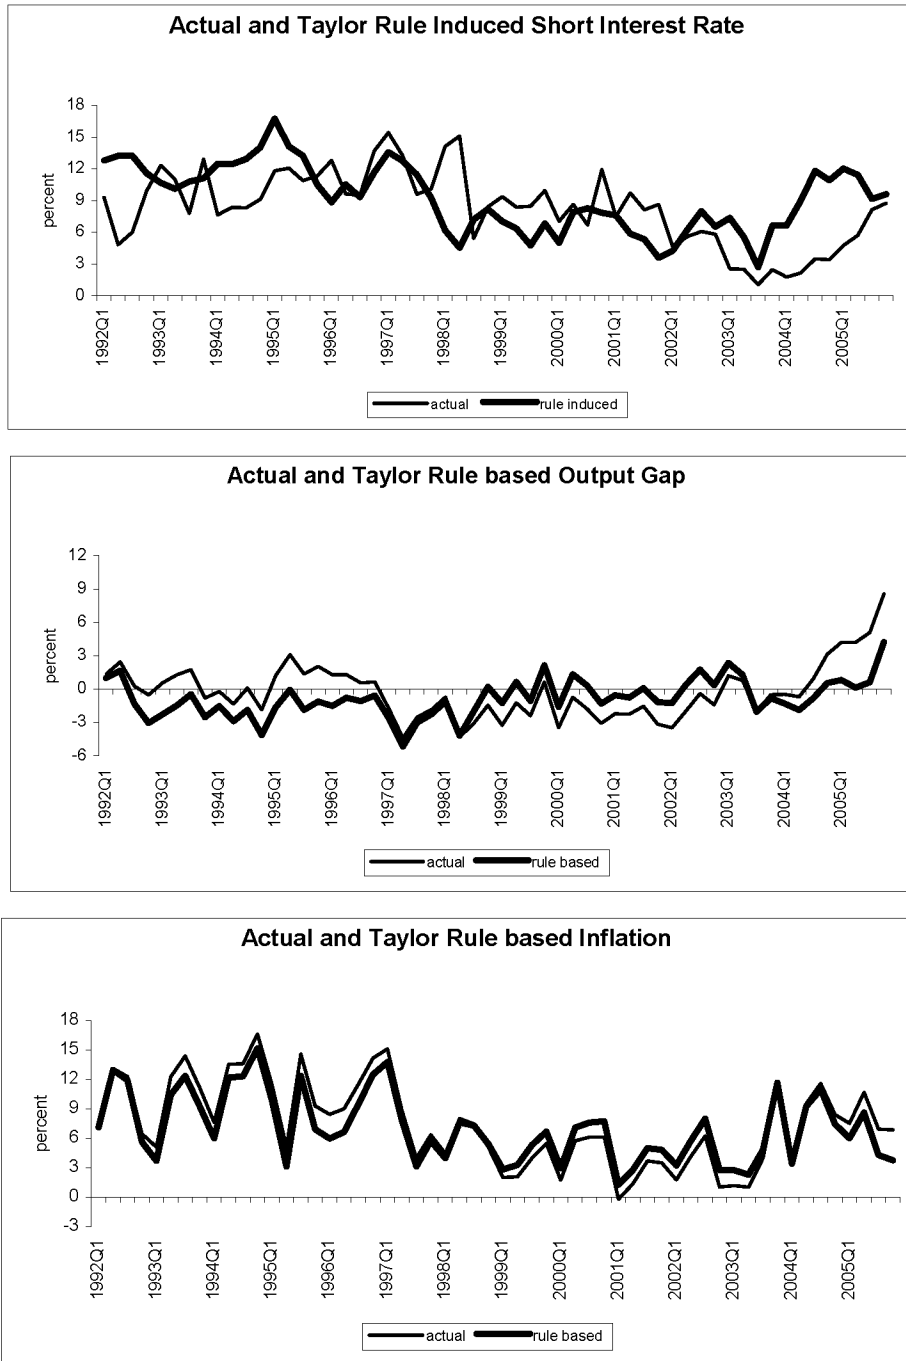 Actual and Taylor Rule Induced Short Interest Rate
percent
18
15
12
9
6
3
0
1992Q1
1993Q1
1994Q1
1995Q1
1996Q1
1997Q1
1998Q1
1999Q1
2000Q1
2001Q1
2002Q1
2003Q1
2004Q1
2005Q1
actual rule induced
Actual and Taylor Rule based Output Gap
percent
12
9
6
3
0
-3
-6
1992Q1
1993Q1
1994Q1
1995Q1
1996Q1
1997Q1
1998Q1
1999Q1
2000Q1
2001Q1
2002Q1
2003Q1
2004Q1
2005Q1
actual rule based
Actual and Taylor Rule based Inflation
percent
18
15
12
9
6
3
0
-3
1992Q1
1993Q1
1994Q1
1995Q1
1996Q1
1997Q1
1998Q1
1999Q1
2000Q1
2001Q1
2002Q1
2003Q1
2004Q1
2005Q1
actual rule based